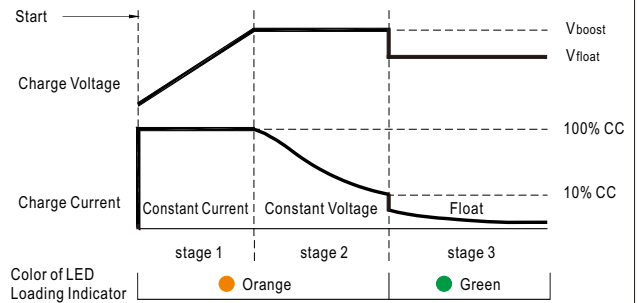 Start
Vboost
Vfloat
Charge Voltage
100% CC
10% CC
Charge Current
Constant Current
Constant Voltage
Float
stage 1
stage 2
stage 3
Color of LED
Loading Indicator
Orange
Green